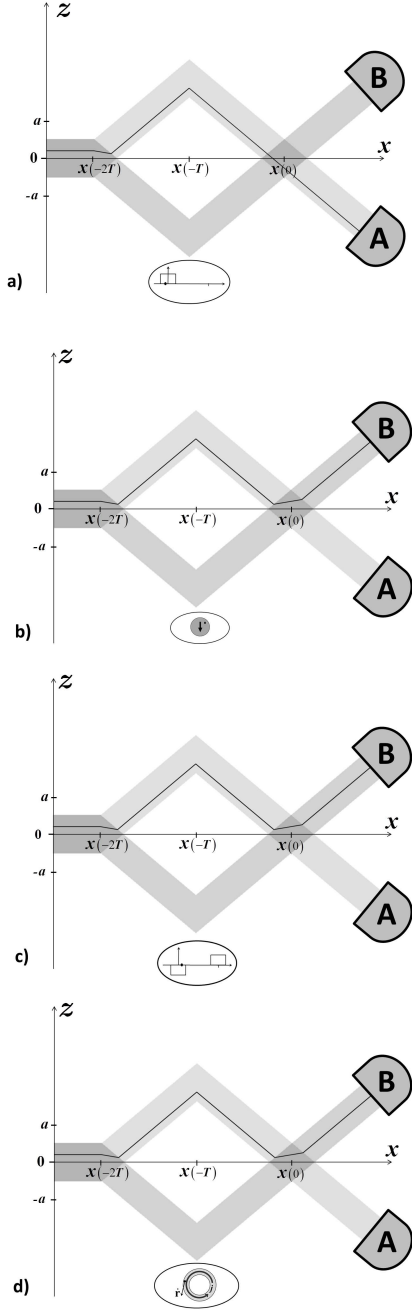 z
B
a
x
0
x(-2T)
x(-T)
x(0)
-a
A
a)
z
B
a
x
0
x(-2T)
x(-T)
x(0)
-a
A
b)
z
B
a
x
0
x(-2T)
x(-T)
x(0)
-a
A
c)
z
B
a
x
0
x(-2T)
x(-T)
x(0)
-a
A
d)